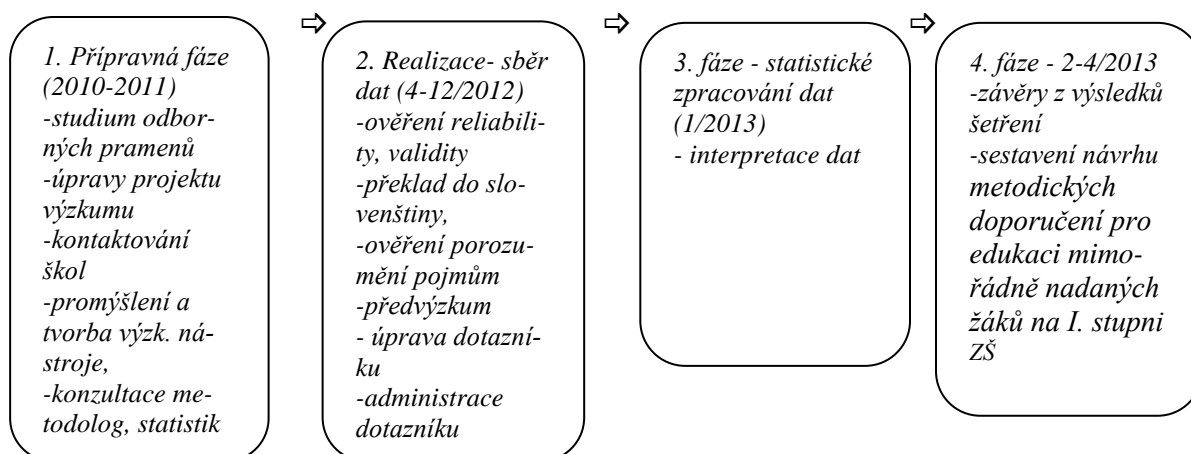 ⇨ ⇨ ⇨
1. Přípravná fáze
(2010-2011)
-studium odbor-
ných pramenů
-úpravy projektu
výzkumu
-kontaktování
škol
-promýšlení a
tvorba výzk. ná-
stroje,
-konzultace me-
todolog, statistik
2. Realizace- sběr
dat (4-12/2012)
-ověření reliabili-
ty, validity
-překlad do slo-
venštiny,
-ověření porozu-
mění pojmům
-předvýzkum
- úprava dotazní-
ku
-administrace
dotazníku
3. fáze - statistické
zpracování dat
(1/2013)
- interpretace dat
4. fáze - 2-4/2013
-závěry z výsledků
šetření
-sestavení návrhu
metodických
doporučení pro
edukaci mimo-
řádně nadaných
žáků na I. stupni
ZŠ